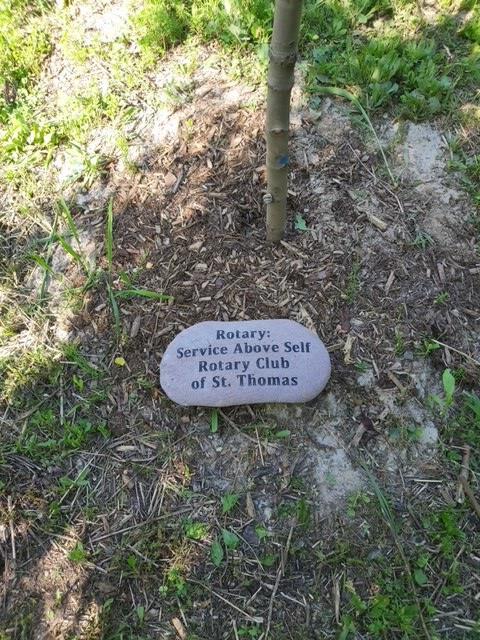 Rotary:
Service Above Self
Rotary Club
of St. Thomas